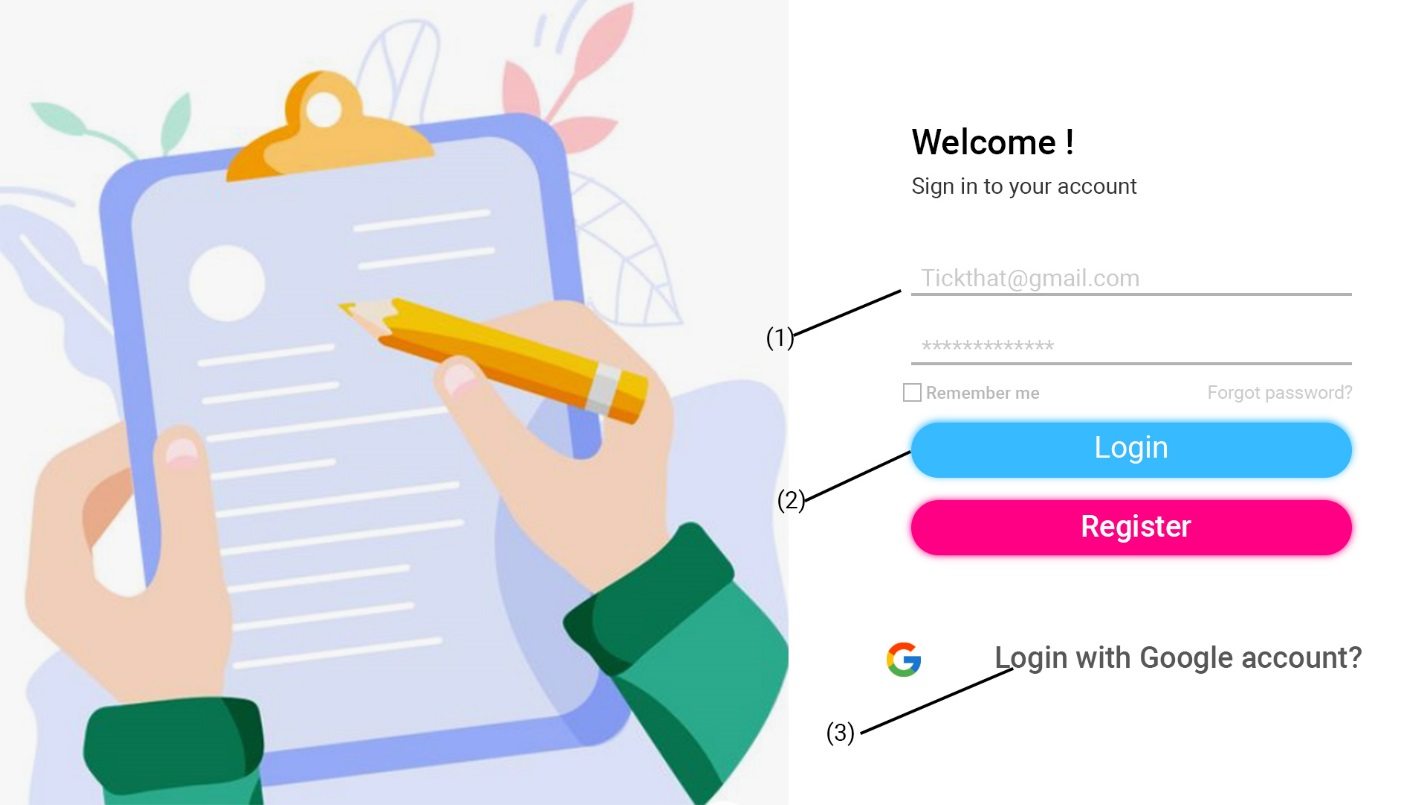 Welcome !
Sign in to your account
Tickthat@gmail.com
(1)
*************
Remember me
Forgot password?
Login
(2)
Register
Login with Google account?
(3)